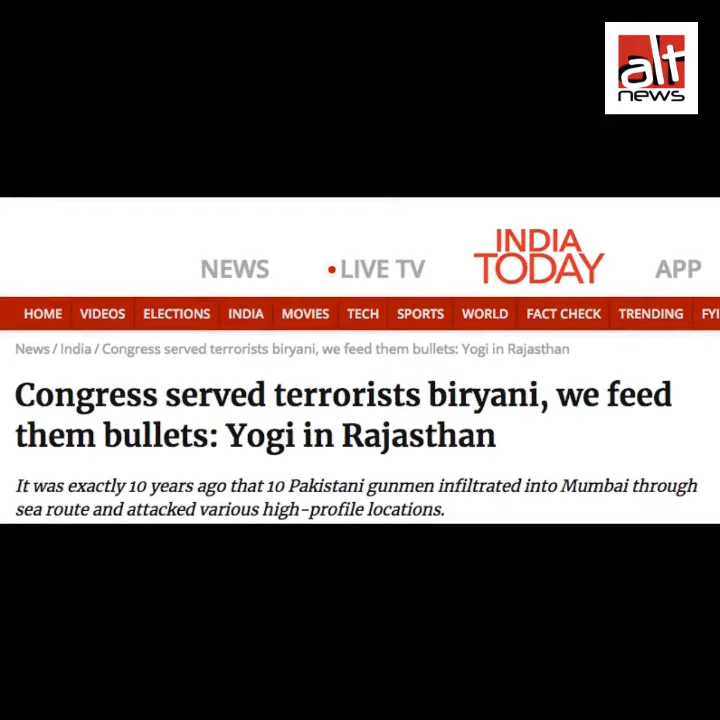 alt
news
INDIA
NEWS • LIVE TV TODAY APP
HOME VIDEOS ELECTIONS INDIA MOVIES TECH SPORTS WORLD FACT CHECK TRENDING FYI
News / India / Congress served terrorists biryani, we feed them bullets: Yogi in Rajasthan
Congress served terrorists biryani, we feed
them bullets: Yogi in Rajasthan
It was exactly 10 years ago that 10 Pakistani gunmen infiltrated into Mumbai through
sea route and attacked various high-profile locations.